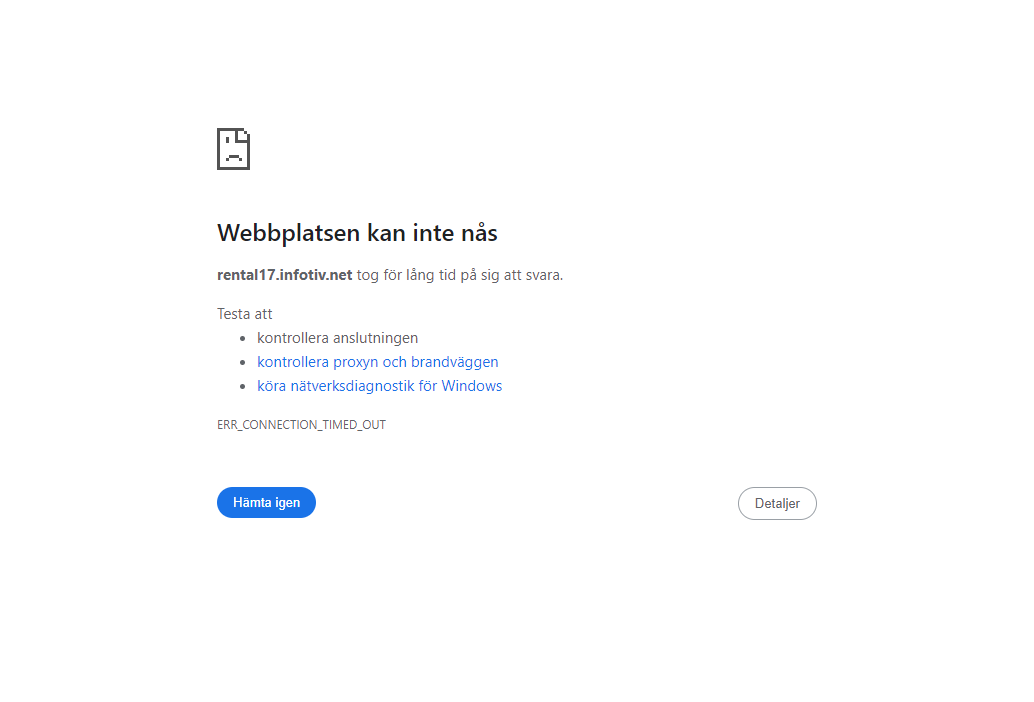 Webbplatsen kan inte nås
rental17.infotiv.net tog för lång tid på sig att svara.
Testa att
kontrollera anslutningen
kontrollera proxyn och brandväggen
köra nätverksdiagnostik för Windows
ERR_CONNECTION_TIMED_OUT
Hämta igen
Detaljer